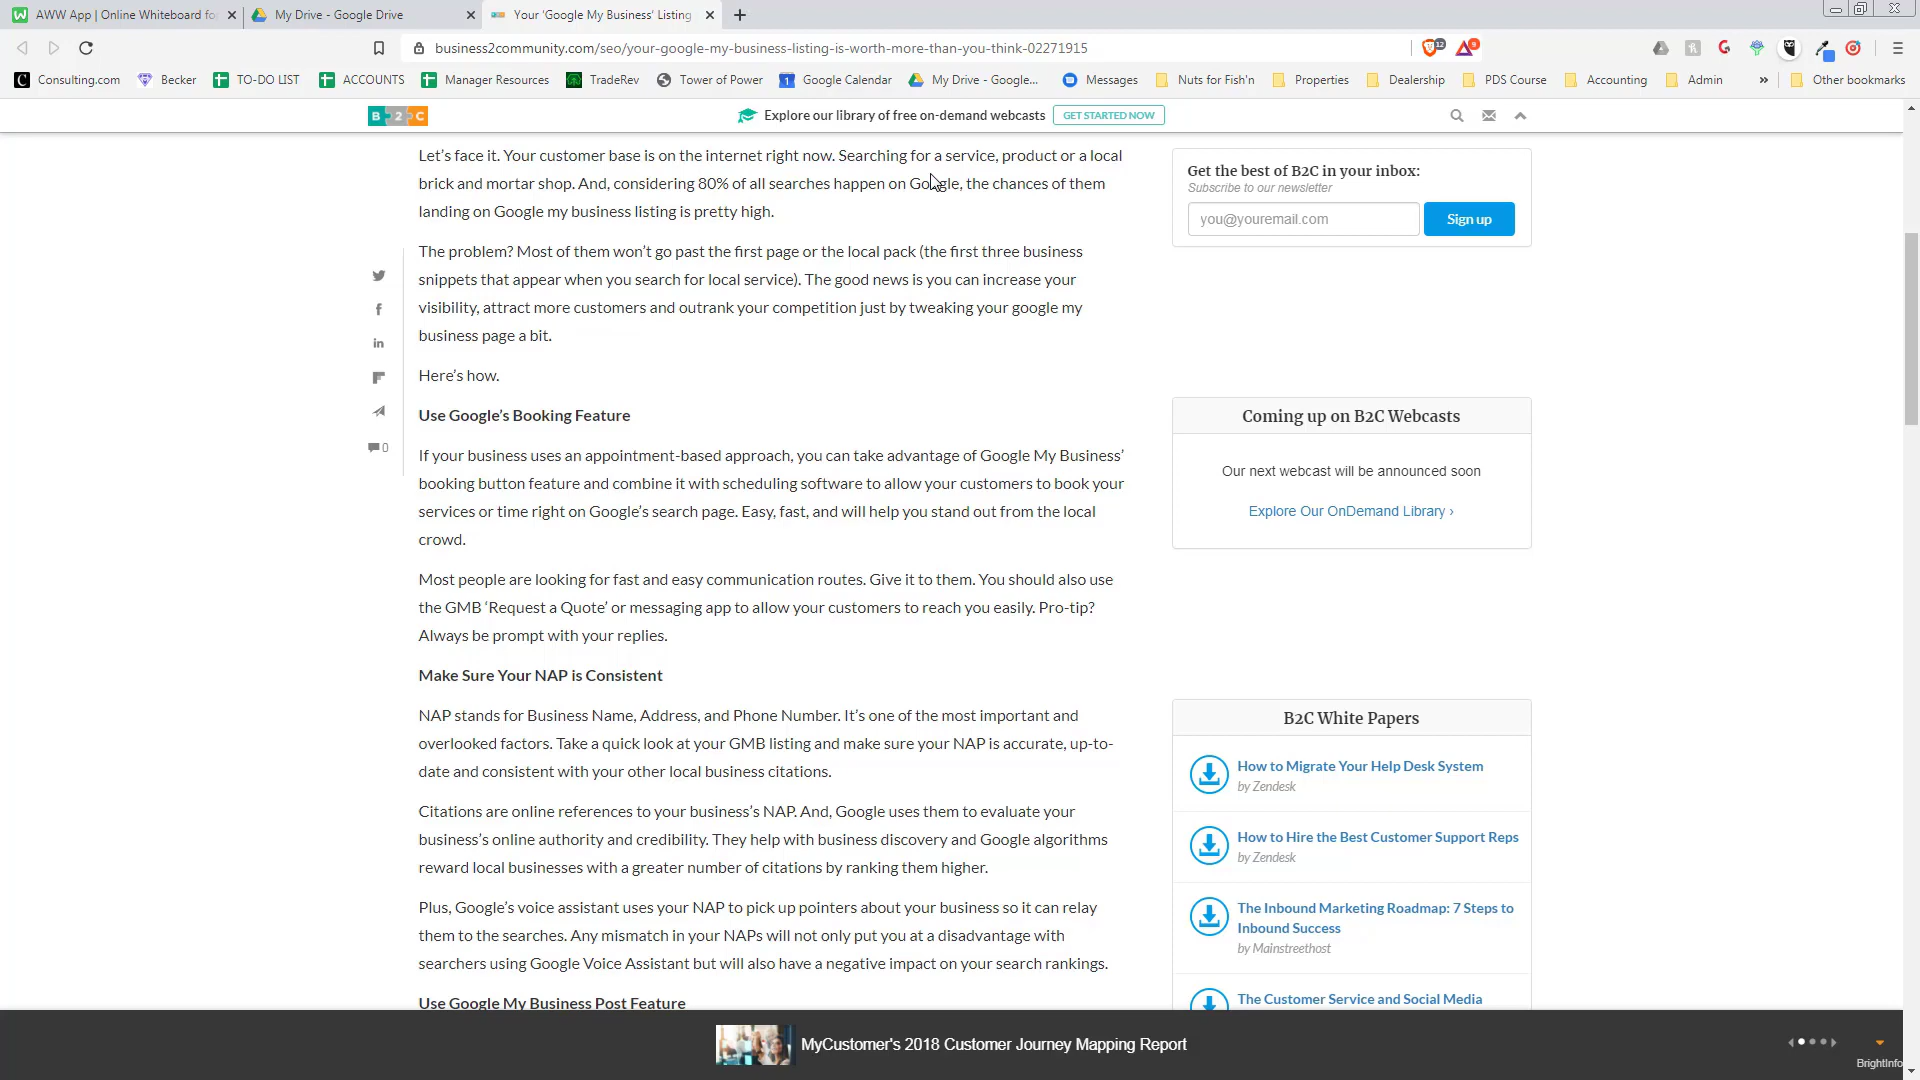 AWW App | Online Whiteboard fo
My Drive - Google Drive
Your 'Google My Business' Listing
business2community.com/seo/your-google-my-business-listing-is-worth-more-than-you-think-02271915
12
9
Consulting.com
Becker
TO-DO LIST
ACCOUNTS
Manager Resources
TradeRev
Tower of Power
Google Calendar
My Drive - Google...
Messages
Nuts for Fish'n
Properties
Dealership
PDS Course
Accounting
Admin
»
Other bookmarks
B 2 C
Explore our library of free on-demand webcasts
GET STARTED NOW
Let's face it. Your customer base is on the internet right now. Searching for a service, product or a local
brick and mortar shop. And, considering 80% of all searches happen on Google, the chances of them
landing on Google my business listing is pretty high.
The problem? Most of them won't go past the first page or the local pack (the first three business
snippets that appear when you search for local service). The good news is you can increase your
visibility, attract more customers and outrank your competition just by tweaking your google my
business page a bit.
Here's how.
Use Google's Booking Feature
0
If your business uses an appointment-based approach, you can take advantage of Google My Business'
booking button feature and combine it with scheduling software to allow your customers to book your
services or time right on Google's search page. Easy, fast, and will help you stand out from the local
crowd.
Most people are looking for fast and easy communication routes. Give it to them. You should also use
the GMB 'Request a Quote' or messaging app to allow your customers to reach you easily. Pro-tip?
Always be prompt with your replies.
Make Sure Your NAP is Consistent
NAP stands for Business Name, Address, and Phone Number. It's one of the most important and
overlooked factors. Take a quick look at your GMB listing and make sure your NAP is accurate, up-to-
date and consistent with your other local business citations.
Citations are online references to your business's NAP. And, Google uses them to evaluate your
business's online authority and credibility. They help with business discovery and Google algorithms
reward local businesses with a greater number of citations by ranking them higher.
Plus, Google's voice assistant uses your NAP to pick up pointers about your business so it can relay
them to the searches. Any mismatch in your NAPs will not only put you at a disadvantage with
searchers using Google Voice Assistant but will also have a negative impact on your search rankings.
Use Google My Business Post Feature
Get the best of B2C in your inbox:
Subscribe to our newsletter
you@youremail.com
Sign up
Coming up on B2C Webcasts
Our next webcast will be announced soon
Explore Our OnDemand Library ›
B2C White Papers
How to Migrate Your Help Desk System
by Zendesk
How to Hire the Best Customer Support Reps
by Zendesk
The Inbound Marketing Roadmap: 7 Steps to
Inbound Success
by Mainstreethost
The Customer Service and Social Media
MyCustomer's 2018 Customer Journey Mapping Report
BrightInfo